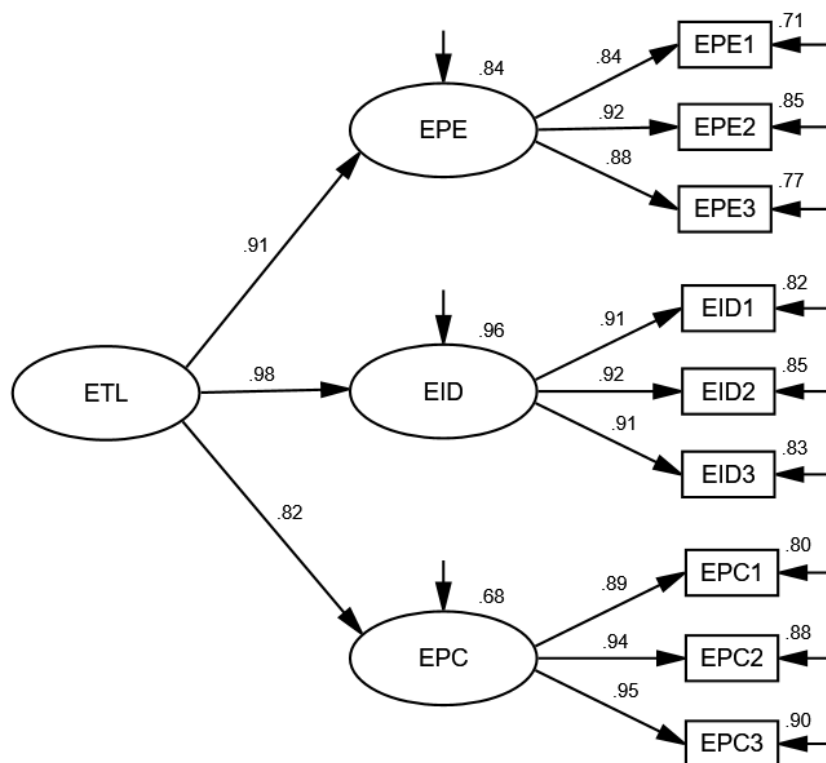 .71
.84
EPE1
.84
.85
EPE
.92
EPE2
.88
.77
EPE3
.91
.82
.96
.91
EID1
.85
ETL
.98
EID
.92
EID2
.91
.83
EID3
.82
.80
.68
.89
EPC1
.88
EPC
.94
EPC2
.95
.90
EPC3